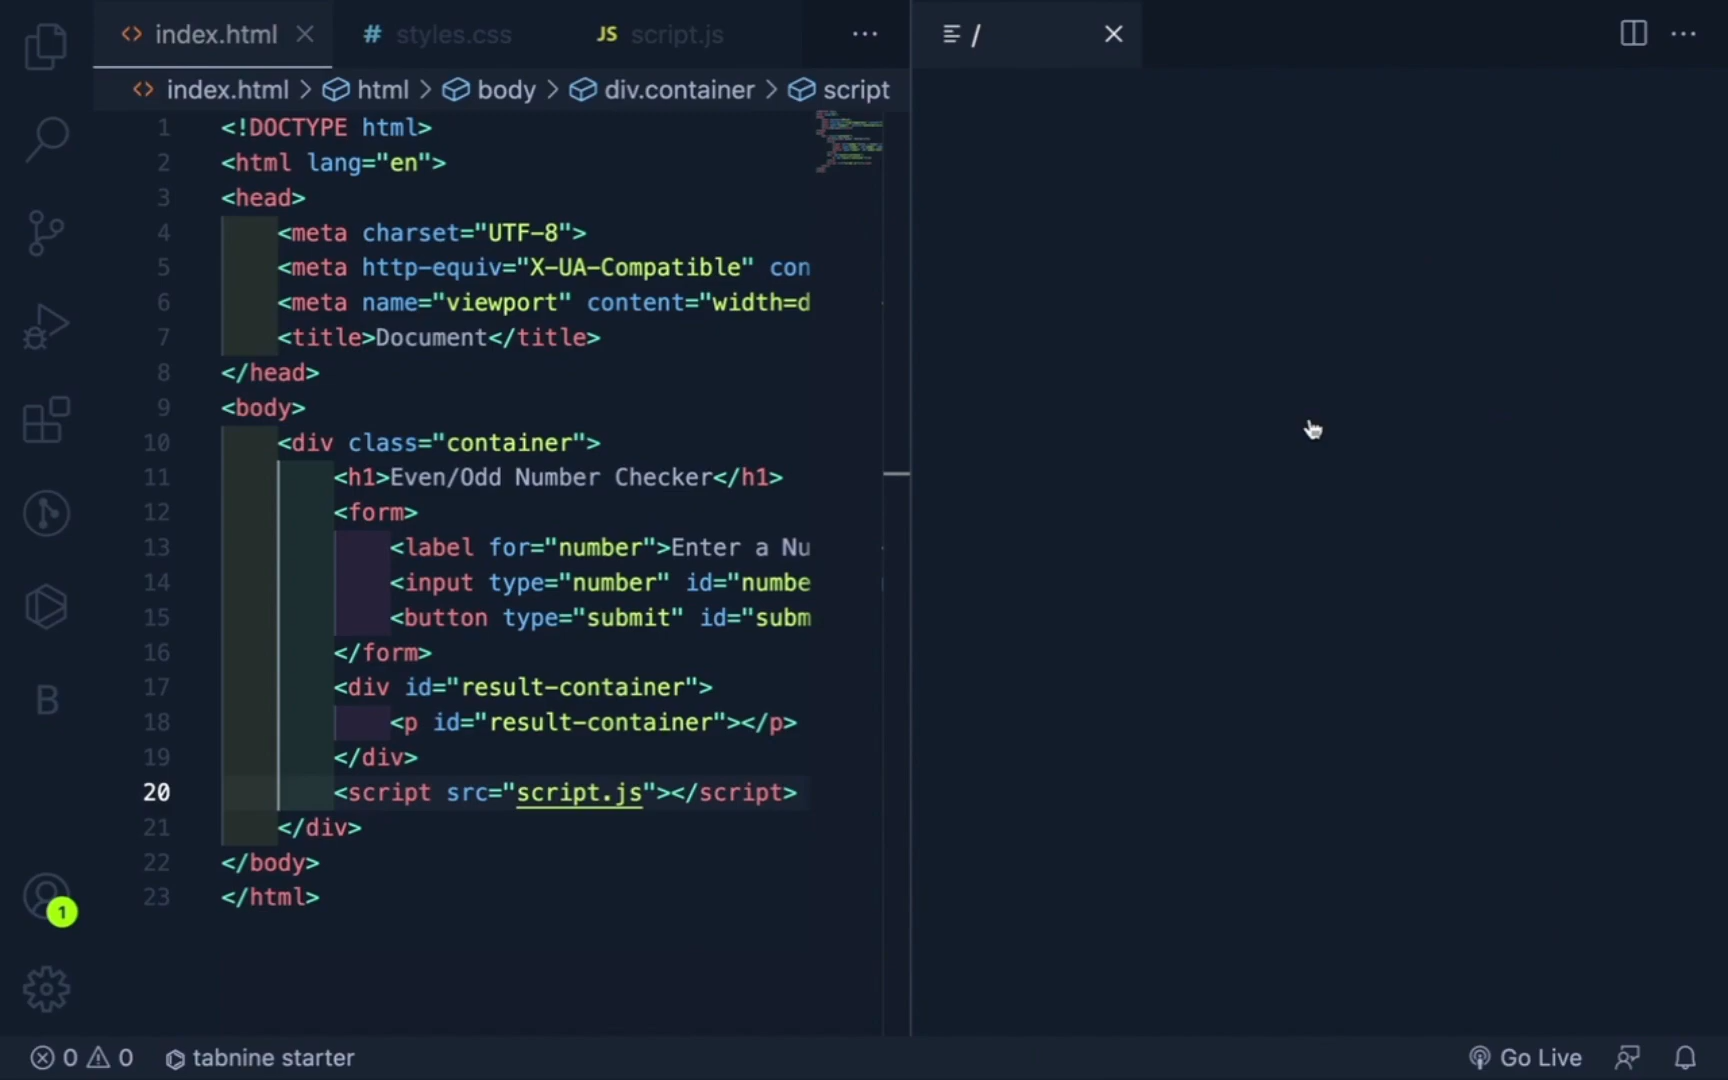 index.html
styles.css
JS script.js
/
index.html > html > body > div.container > script
1 <!DOCTYPE html>
2 <html lang="en">
3 <head>
4 <meta charset="UTF-8">
5 <meta http-equiv="X-UA-Compatible" con
6 <meta name="viewport" content="width=d
7 <title>Document</title>
8 </head>
9 <body>
10 <div class="container">
11 <h1>Even/Odd Number Checker</h1>
12 <form>
13 <label for="number">Enter a Nu
14 <input type="number" id="numbe
15 <button type="submit" id="subm
16 </form>
17 <div id="result-container">
18 <p id="result-container"></p>
19 </div>
20 <script src="script.js"></script>
21 </div>
22 </body>
23 </html>
B
1
0 0 tabnine starter
Go Live